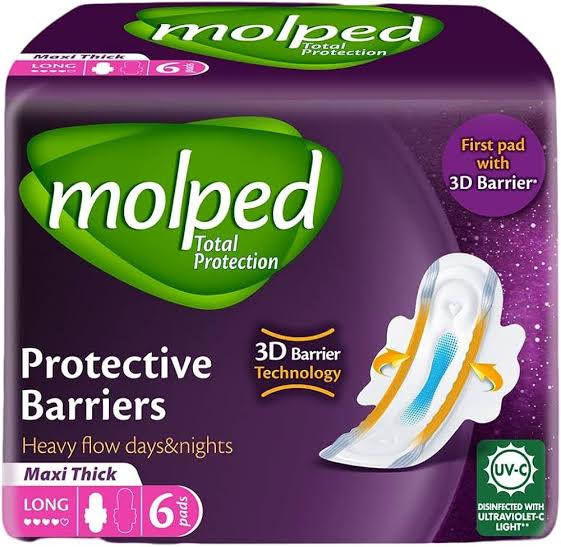 molped
Total
Protection
Maxi Thick
LONG
6
pads
molped
Total
Protection
First pad
with
3D Barrier*
3D Barrier
Technology
Protective
Barriers
Heavy flow days&nights
Maxi Thick
LONG
6
pads
UV-C
DISINFECTED WITH
ULTRAVIOLET-C
LIGHT**